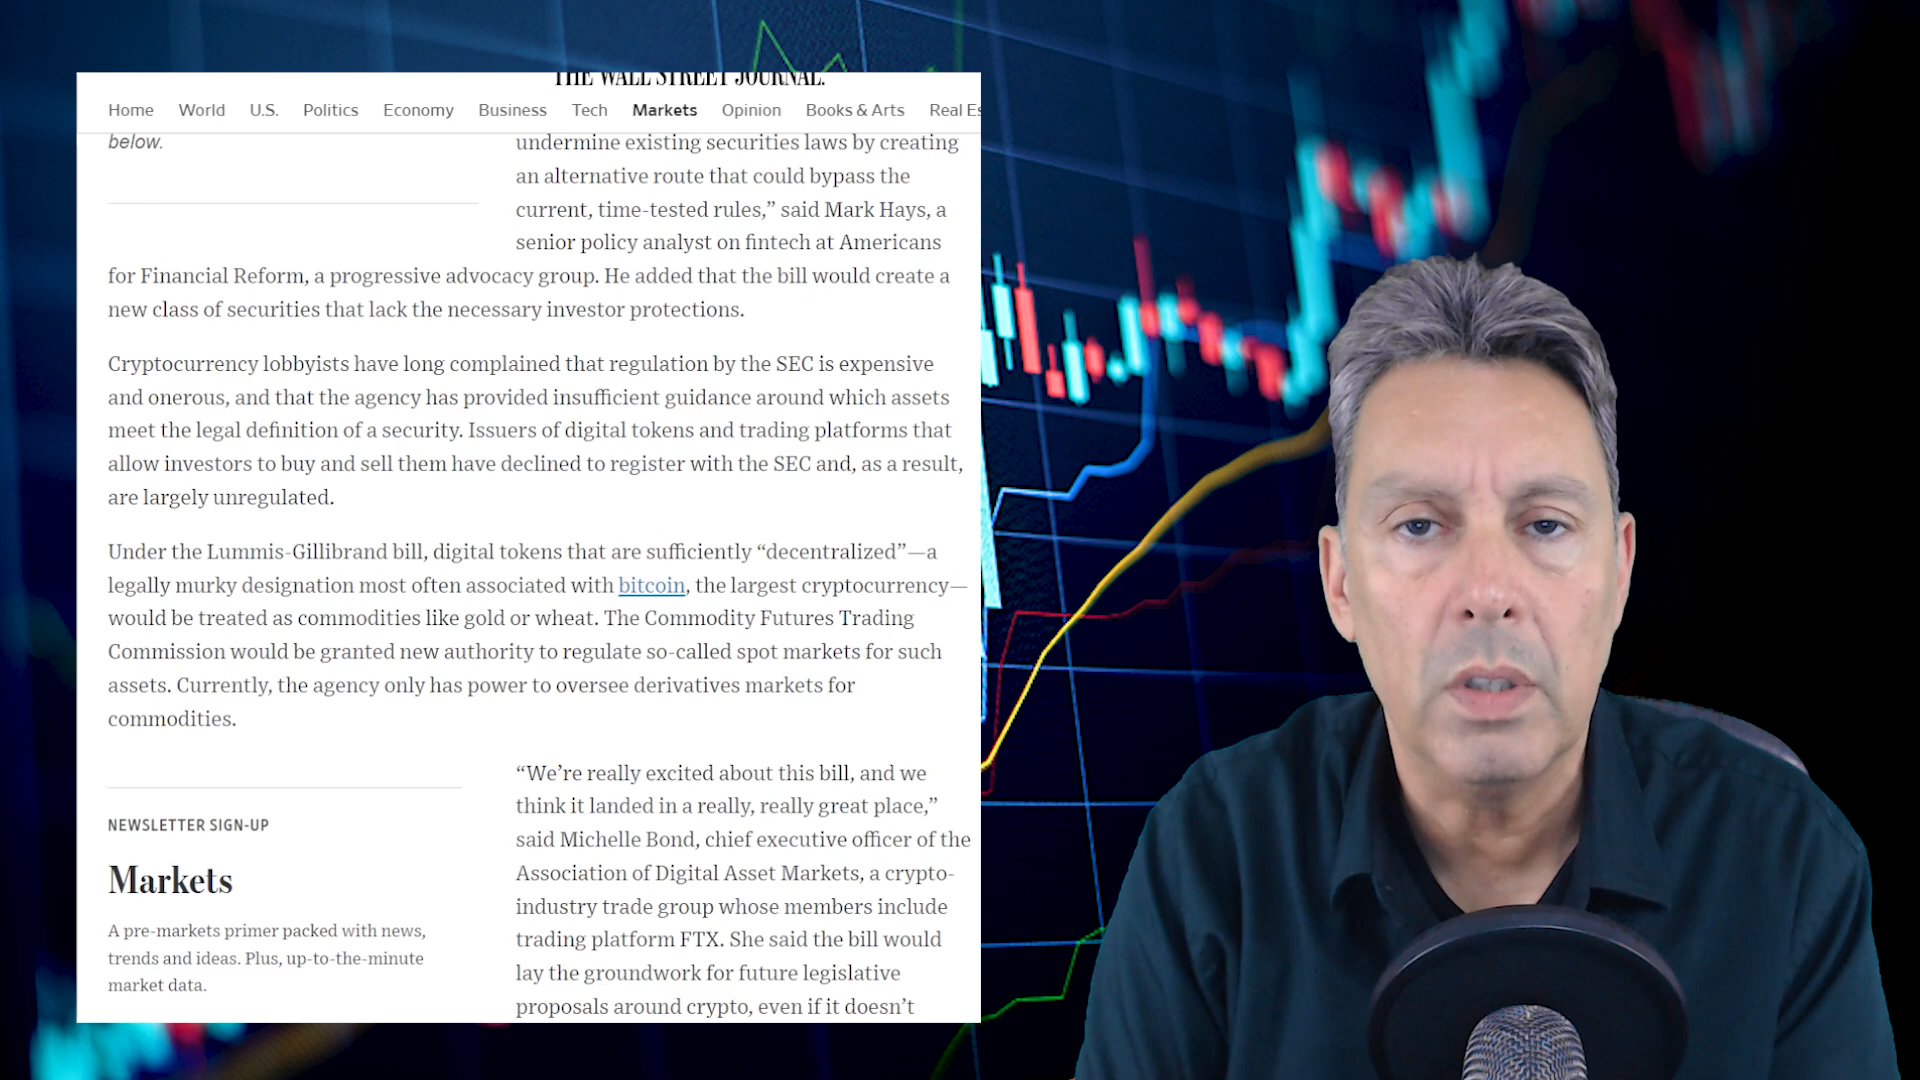 THE WALL STREET JOURNAL.
Home World U.S. Politics Economy Business Tech Markets Opinion Books & Arts Real Es
below.
undermine existing securities laws by creating
an alternative route that could bypass the
current, time-tested rules,” said Mark Hays, a
senior policy analyst on fintech at Americans
for Financial Reform, a progressive advocacy group. He added that the bill would create a
new class of securities that lack the necessary investor protections.
Cryptocurrency lobbyists have long complained that regulation by the SEC is expensive
and onerous, and that the agency has provided insufficient guidance around which assets
meet the legal definition of a security. Issuers of digital tokens and trading platforms that
allow investors to buy and sell them have declined to register with the SEC and, as a result,
are largely unregulated.
Under the Lummis-Gillibrand bill, digital tokens that are sufficiently “decentralized”—a
legally murky designation most often associated with bitcoin, the largest cryptocurrency—
would be treated as commodities like gold or wheat. The Commodity Futures Trading
Commission would be granted new authority to regulate so-called spot markets for such
assets. Currently, the agency only has power to oversee derivatives markets for
commodities.
NEWSLETTER SIGN-UP
Markets
A pre-markets primer packed with news,
trends and ideas. Plus, up-to-the-minute
market data.
“We’re really excited about this bill, and we
think it landed in a really, really great place,”
said Michelle Bond, chief executive officer of the
Association of Digital Asset Markets, a crypto-
industry trade group whose members include
trading platform FTX. She said the bill would
lay the groundwork for future legislative
proposals around crypto, even if it doesn’t